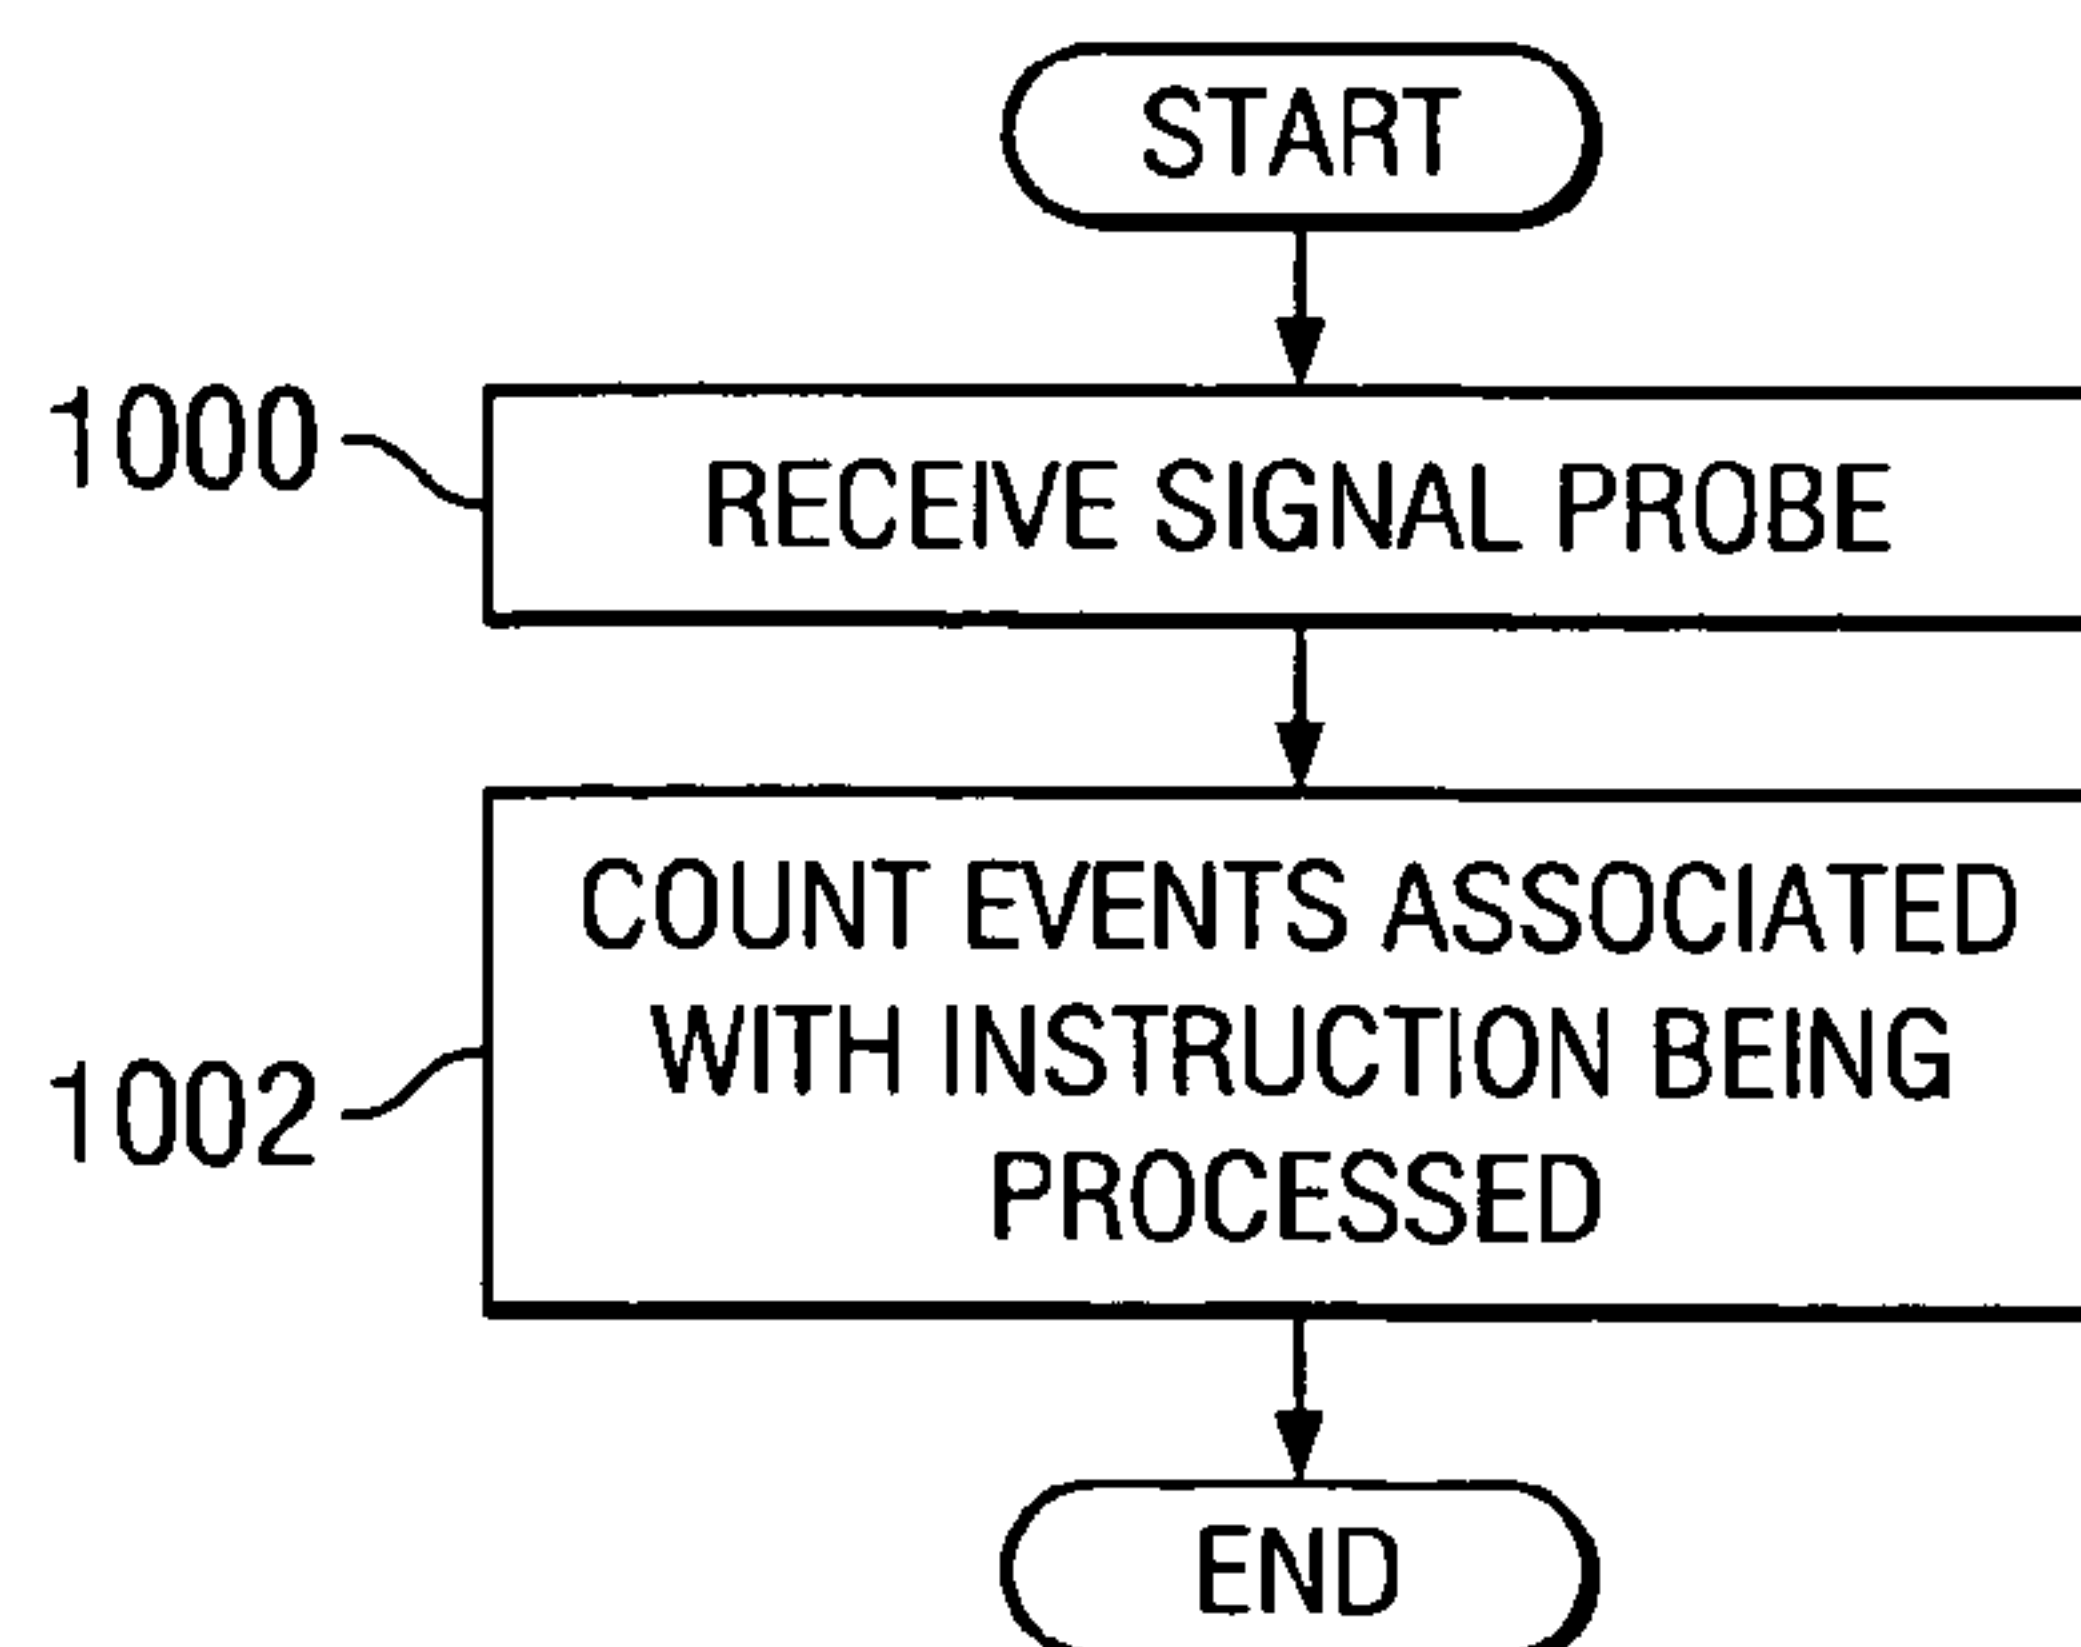 START
1000
RECEIVE SIGNAL PROBE
COUNT EVENTS ASSOCIATED
WITH INSTRUCTION BEING
1002
PROCESSED
END